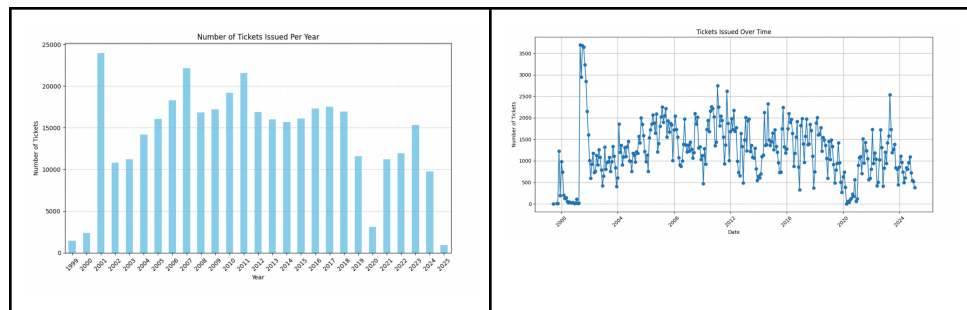 Number of Tickets Issued Per Year
25000
20000
15000
10000
5000
0
Number of Tickets
1999 2000 2001 2002 2003 2004 2005 2006 2007 2008 2009 2010 2011 2012 2013 2014 2015 2016 2017 2018 2019 2020 2021 2022 2023 2024 2025
Year
Tickets Issued Over Time
3500
3000
2500
2000
1500
1000
500
0
Number of Tickets
2000 2004 2008 2012 2016 2020 2024
Date